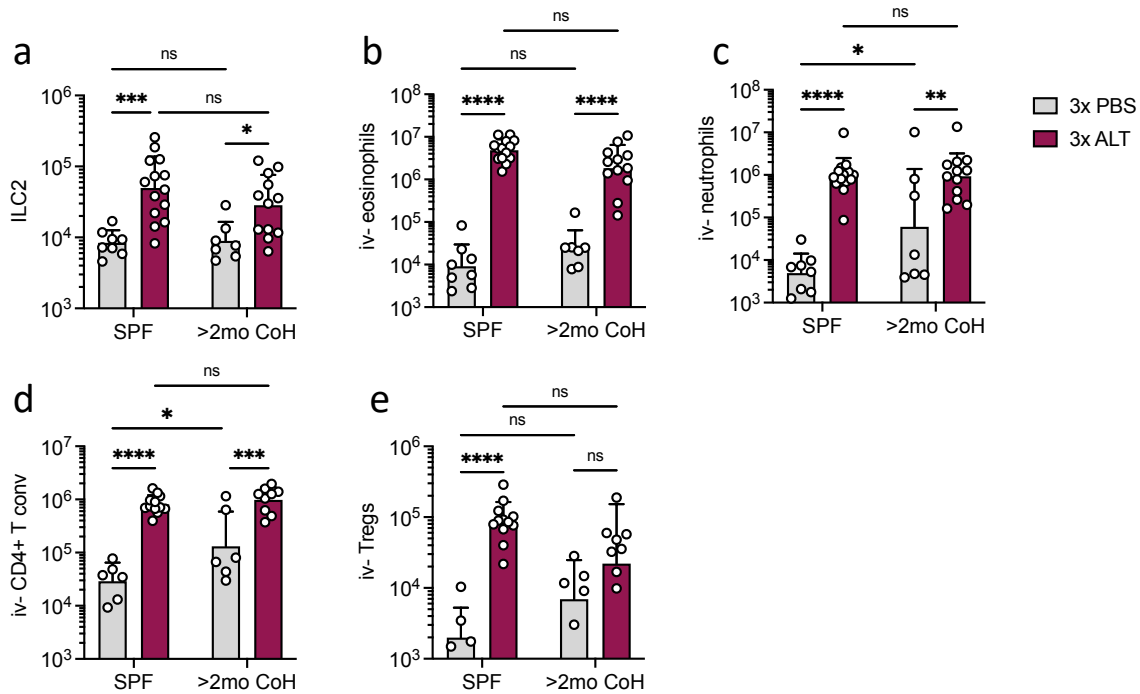 a
ns
***
ns
*
ILC2
10^6
10^5
10^4
10^3
SPF
>2mo CoH
b
ns
ns
****
****
iv- eosinophils
10^8
10^7
10^6
10^5
10^4
10^3
SPF
>2mo CoH
c
ns
*
****
**
iv- neutrophils
10^8
10^7
10^6
10^5
10^4
10^3
SPF
>2mo CoH
3x PBS
3x ALT
d
ns
*
****
***
iv- CD4+ T conv
10^7
10^6
10^5
10^4
10^3
SPF
>2mo CoH
e
ns
ns
****
ns
iv- Tregs
10^6
10^5
10^4
10^3
SPF
>2mo CoH